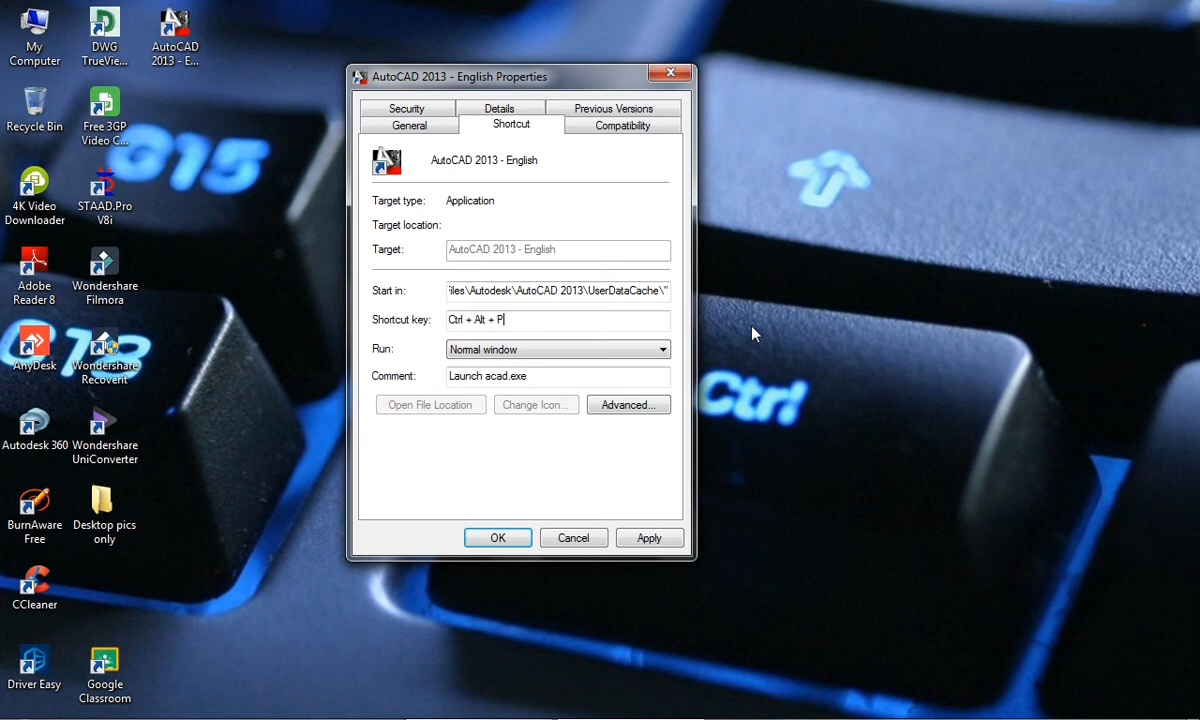 My
Computer
DWG
TrueVie...
AutoCAD
2013 - E...
Recycle Bin
Free 3GP
Video C...
4K Video
Downloader
STAAD.Pro
V8i
Adobe
Reader 8
Wondershare
Filmora
AnyDesk
Wondershare
Recoverit
Autodesk 360
Wondershare
UniConverter
BurnAware
Free
Desktop pics
only
CCleaner
Driver Easy
Google
Classroom
AutoCAD 2013 - English Properties
Security
Details
Previous Versions
General
Shortcut
Compatibility
AutoCAD 2013 - English
Target type: Application
Target location:
Target: AutoCAD 2013 - English
Start in: iles\Autodesk\AutoCAD 2013\UserDataCache\"
Shortcut key: Ctrl + Alt + P
Run: Normal window
Comment: Launch acad.exe
Open File Location
Change Icon...
Advanced...
OK
Cancel
Apply
G15
G18
Ctrl